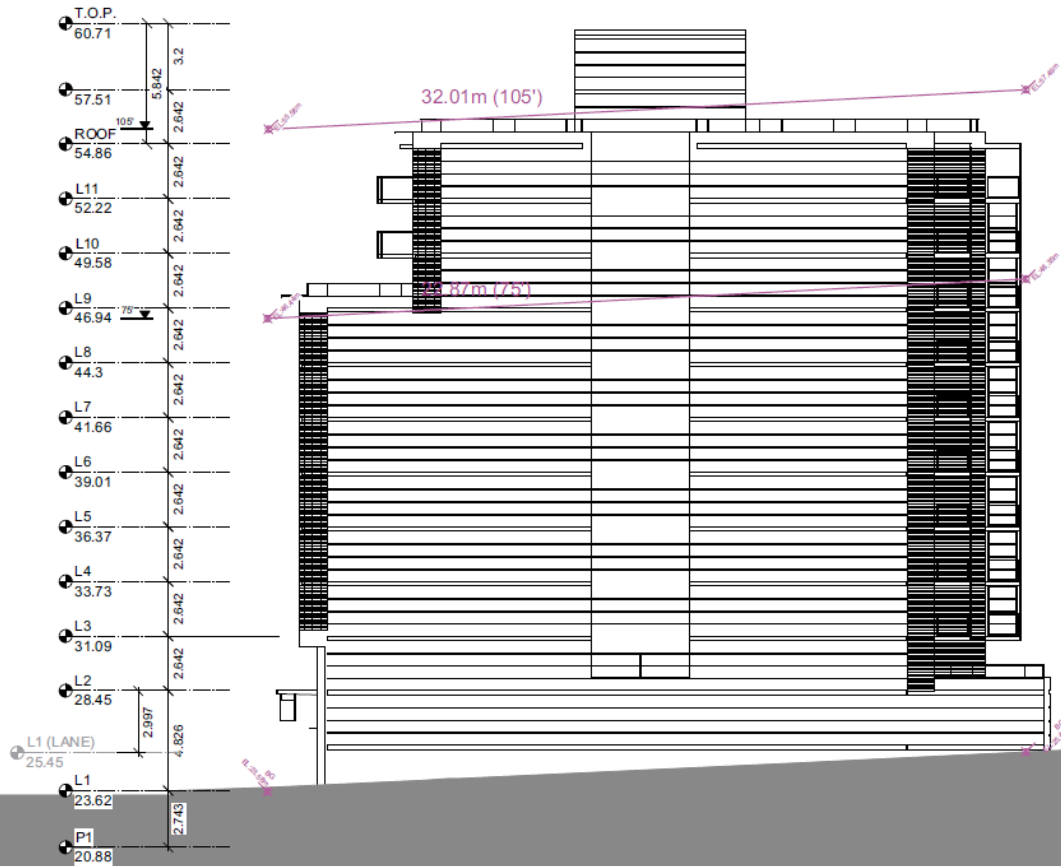 T.O.P.
60.71
3.2
5.842
57.51
2.642
32.01m (105')
105'
ROOF
54.86
2.642
L11
52.22
2.642
L10
49.58
2.642
L9
46.94
75'
(75')
2.642
L8
44.3
2.642
L7
41.66
2.642
L6
39.01
2.642
L5
36.37
2.642
L4
33.73
2.642
L3
31.09
2.642
L2
28.45
2.997
4.826
L1 (LANE)
25.45
L1
23.62
2.743
P1
20.88
BG
BG